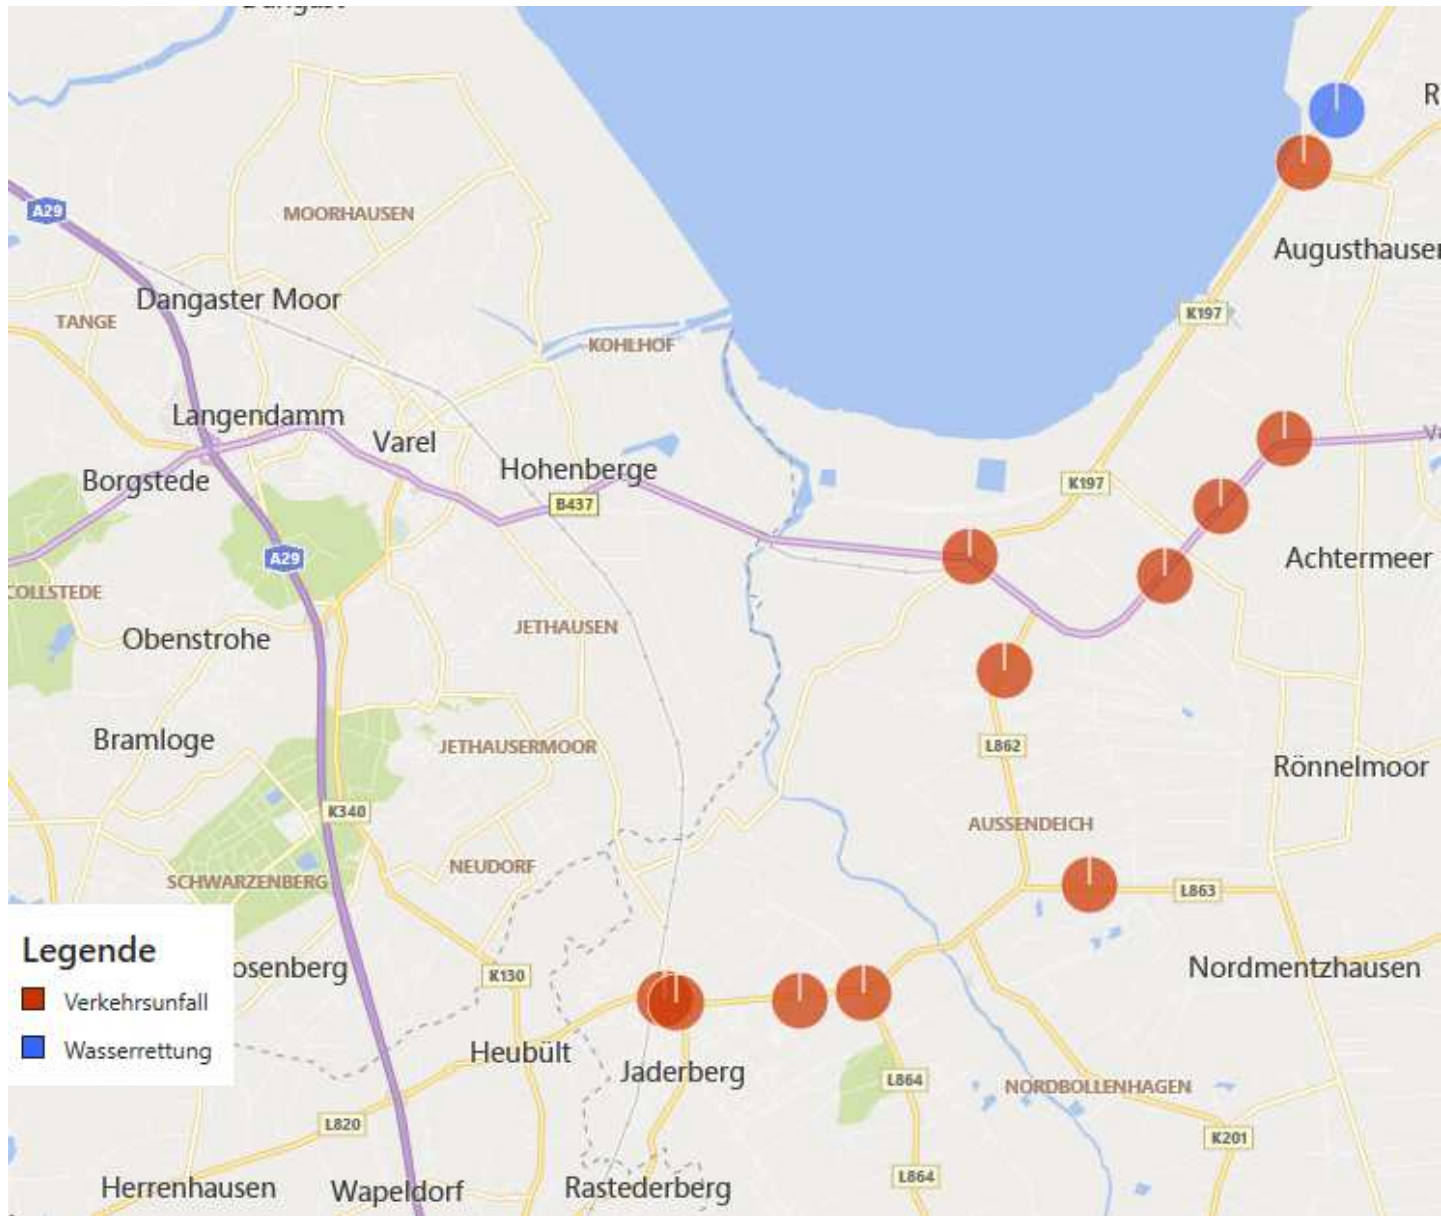 Dangast
R
A29
MOORHAUSEN
Augusthausen
Dangaster Moor
K197
TANGE
KOHLHOF
Langendamm
Varel
Va
Hohenberge
Borgstede
K197
B437
A29
Achtermeer
COLLSTEDE
JETHAUSEN
Obenstrohe
Bramloge
JETHAUSERMOOR
L862
Rönnelmoor
K340
AUSSENDEICH
NEUDORF
SCHWARZENBERG
L863
Legende
osenberg
K130
Nordmentzhausen
Verkehrsunfall
Wasserrettung
Heubült
Jaderberg
L864
NORDBOLLENHAGEN
L820
K201
L864
Herrenhausen
Wapeldorf
Rastederberg